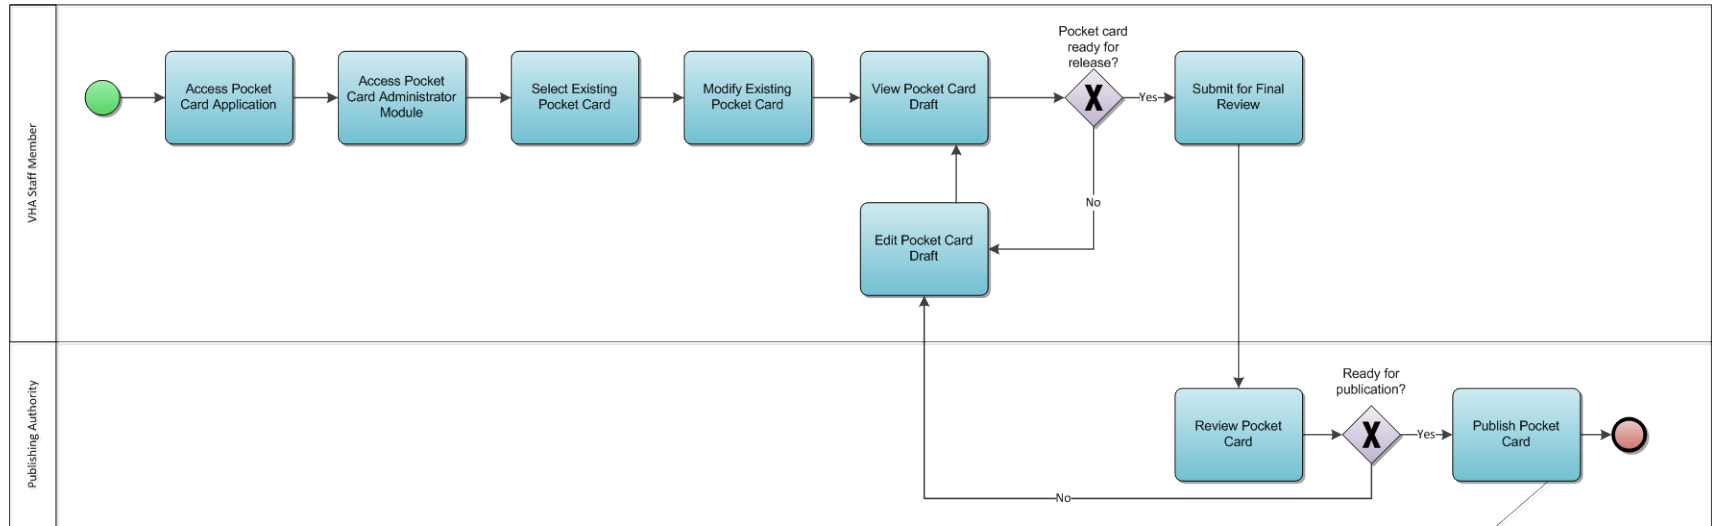 VHA Staff Member
Access Pocket
Card Application
Access Pocket
Card Administrator
Module
Select Existing
Pocket Card
Modify Existing
Pocket Card
View Pocket Card
Draft
Pocket card
ready for
release?
X
Yes
Submit for Final
Review
No
Edit Pocket Card
Draft
Publishing Authority
Review Pocket
Card
Ready for
publication?
X
Yes
Publish Pocket
Card
No